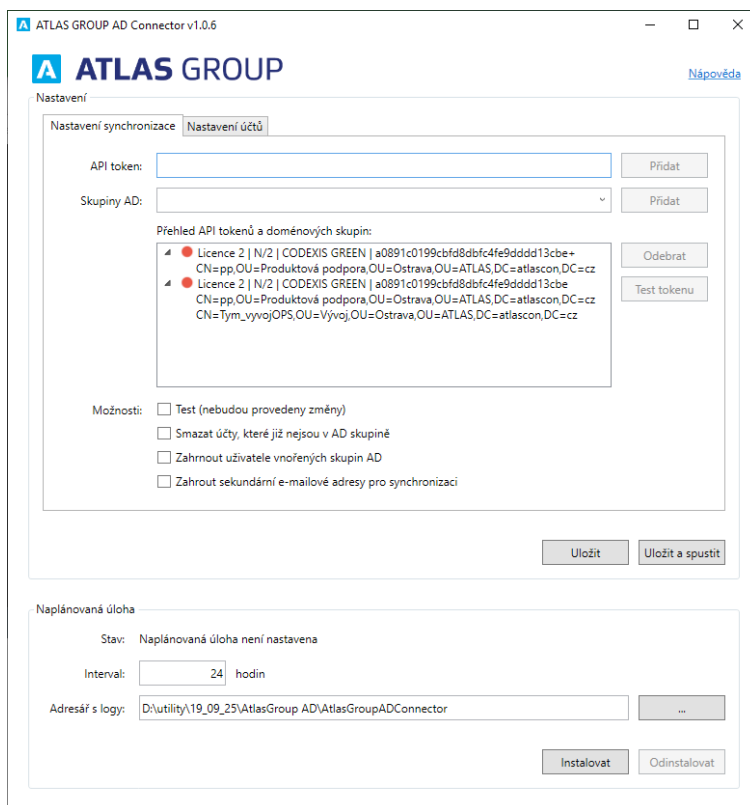 ATLAS GROUP AD Connector v1.0.6
ATLAS GROUP
Nápověda
Nastavení
Nastavení synchronizace Nastavení účtů
API token: Přidat
Skupiny AD: Přidat
Přehled API tokenů a doménových skupin:
Licence 2 | N/2 | CODEXIS GREEN | a0891c0199cbfd8dbfc4fe9dddd13cbe+
CN=pp,OU=Produktová podpora,OU=Ostrava,OU=ATLAS,DC=atlascon,DC=cz
Licence 2 | N/2 | CODEXIS GREEN | a0891c0199cbfd8dbfc4fe9dddd13cbe
CN=pp,OU=Produktová podpora,OU=Ostrava,OU=ATLAS,DC=atlascon,DC=cz
CN=Tym_vyvojOPS,OU=Vývoj,OU=Ostrava,OU=ATLAS,DC=atlascon,DC=cz
Odebrat
Test tokenu
Možnosti: Test (nebudou provedeny změny)
Smazat účty, které již nejsou v AD skupině
Zahrnout uživatele vnořených skupin AD
Zahrout sekundární e-mailové adresy pro synchronizaci
Uložit Uložit a spustit
Naplánovaná úloha
Stav: Naplánovaná úloha není nastavena
Interval: 24 hodin
Adresář s logy: D:\utility\19_09_25\AtlasGroup AD\AtlasGroupADConnector ...
Instalovat Odinstalovat